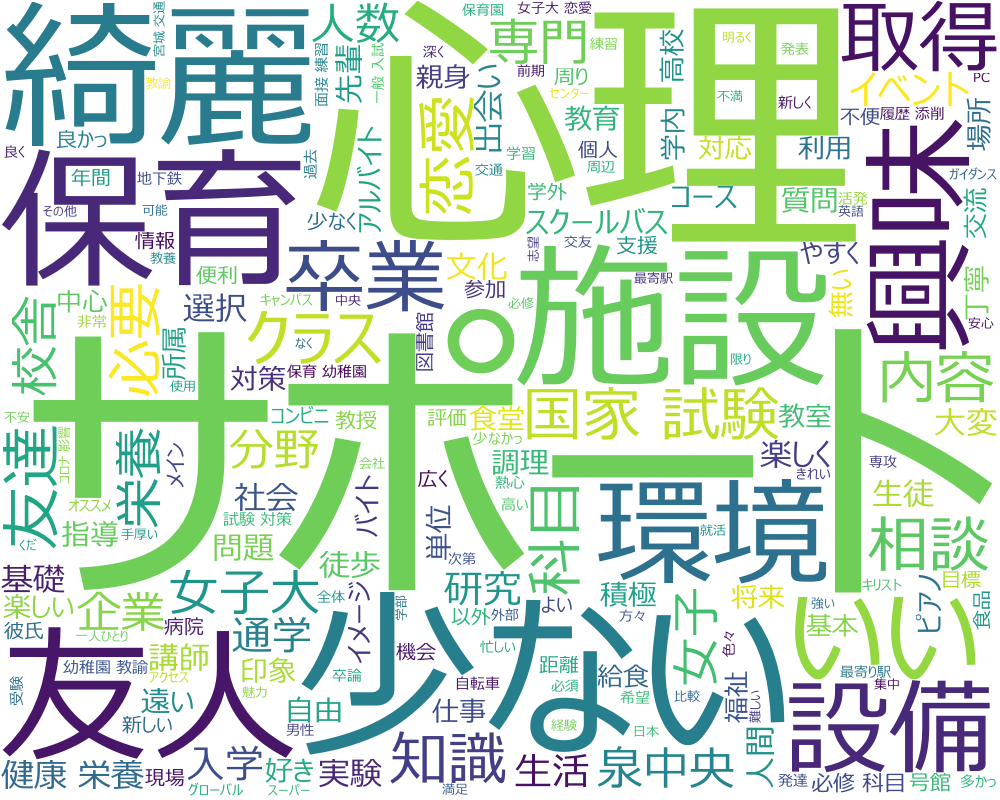 綺麗
心理
取得
人数
専門
宮城 交通
面接 練習
先輩
親身
出会い
保育園
女子大 恋愛
練習
深く
前期
周り
一般 入試
教諭
良かっ
良く
年間
地下鉄
その他
可能
情報
教養
便利
過去
アルバイト
少なく
恋愛
交通
学習
教育
個人
周辺
学外
学内
高校
明るく
発表
不満
センター
対応
新しく
イベント
PC
不便
履歴 添削
利用
場所
ガイダンス
コース
質問
活発
英語
交流
興味
保育
卒業
文化
参加
スクールバス
志望
交友
支援
最寄駅
必修
やすく
無い
丁寧
安心
施設
中心
非常
校舎
必要
選択
所属
使用
キャンパス
中央
なく
クラス
対策
保育 幼稚園
図書館
限り
内容
大変
不安
コロナ 影響
友達
オススメ
くだ
栄養
メイン
手厚い
指導
分野
コンビニ
教授
評価
食堂
少なかっ
国家 試験
教室
楽しく
きれい
専攻
サポート
社会
試験 対策
問題
会社
バイト
広く
熱心
高い
調理
科目
環境
就活
生徒
相談
キリスト
基礎
楽しい
彼氏
企業
一人ひとり
女子大
徒歩
全体
イメージ
単位
次第
研究
以外
外部
よい
方々
積極
女子
将来
色々
強い
いい
基本
ピアノ
目標
食品
友人
病院
幼稚園 教諭
アクセス
受験
講師
通学
印象
魅力
卒論
学部
機会
忙しい
少ない
距離
必須
給食
希望
比較
福祉
難しい
最寄り駅
集中
設備
新しい
遠い
自由
男性
自転車
仕事
経験
日本
健康 栄養
現場
入学
グローバル
好き
スーパー
実験
知識
満足
生活
泉中央
人間
発達
必修 科目
号館
多かっ